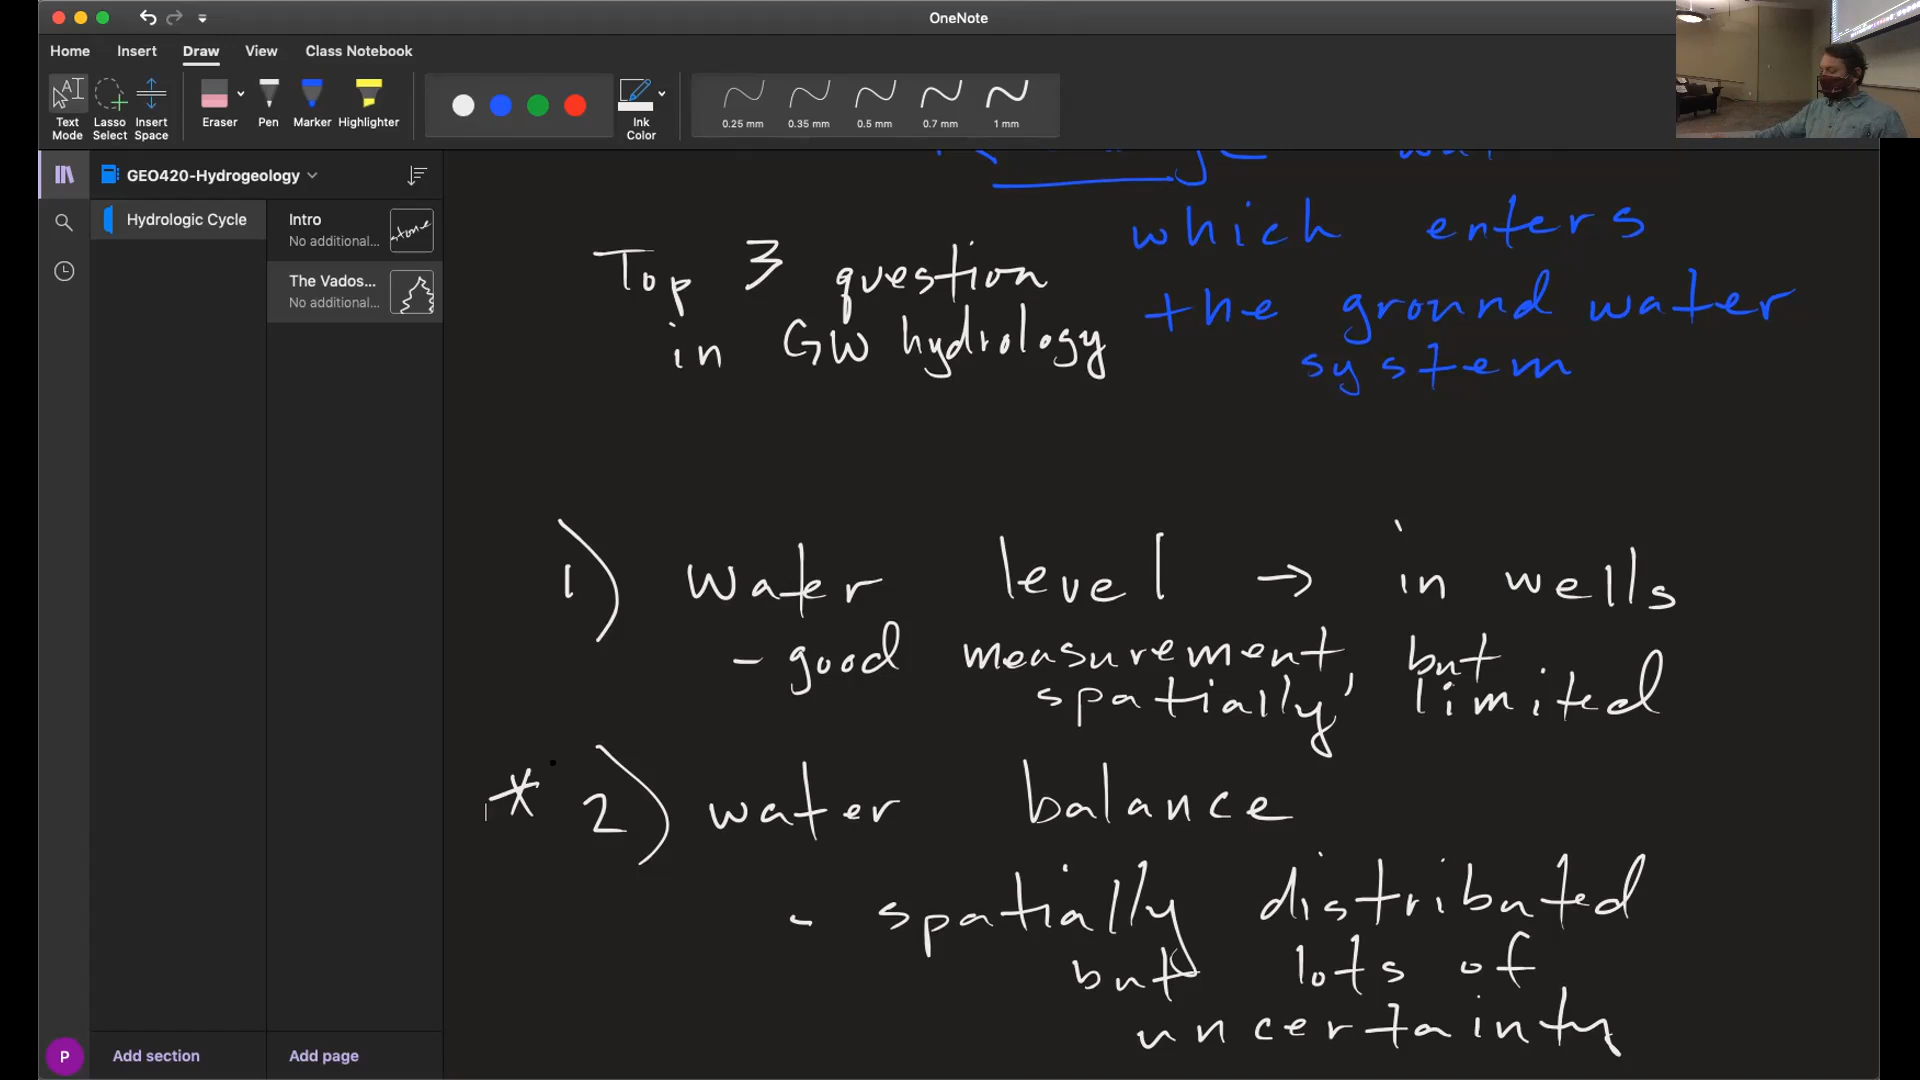 OneNote
Home Insert Draw View Class Notebook
Text Mode
Lasso Select
Insert Space
Eraser
Pen
Marker
Highlighter
Ink Color
0.25 mm
0.35 mm
0.5 mm
0.7 mm
1 mm
GEO420-Hydrogeology
Hydrologic Cycle
Intro
No additional...
The Vados...
No additional...
which enters
the ground water
system
Top 3 question
in GW hydrology
1) Water level → in wells
- good measurement, but
spatially limited
* 2) water balance
- spatially distributed
but lots of
uncertainty
P
Add section
Add page